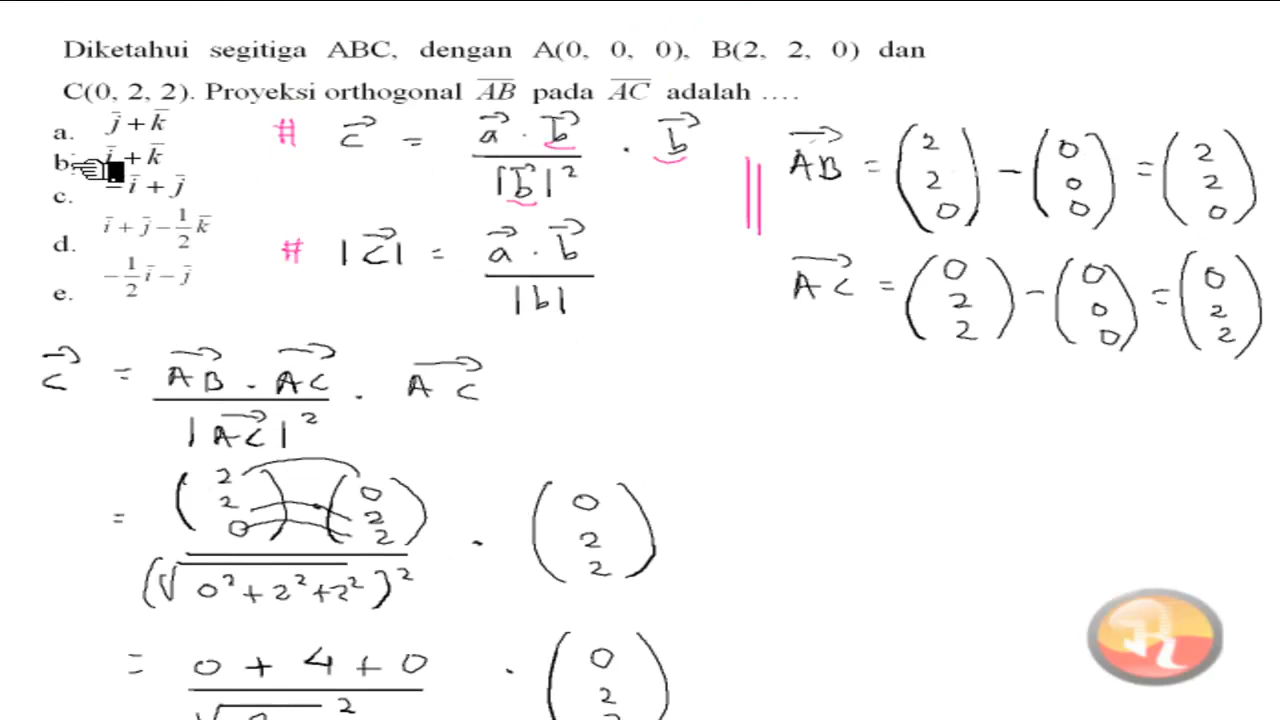 Diketahui segitiga ABC, dengan A(0, 0, 0), B(2, 2, 0) dan
C(0, 2, 2). Proyeksi orthogonal AB pada AC adalah ....
a. j + k
b. i + k
c. −i + j
d. i + j − 1/2 k
e. −1/2 i − j
# c = a . b / |b|² . b
# |c| = a . b / |b|
|| AB = (2 2 0) − (0 0 0) = (2 2 0)
AC = (0 2 2) − (0 0 0) = (0 2 2)
c = AB . AC / |AC|² . AC
= (2 2 0) (0 2 2) / (√0² + 2² + 2²)² . (0 2 2)
= 0 + 4 + 0 / √8² . (0 2 2)